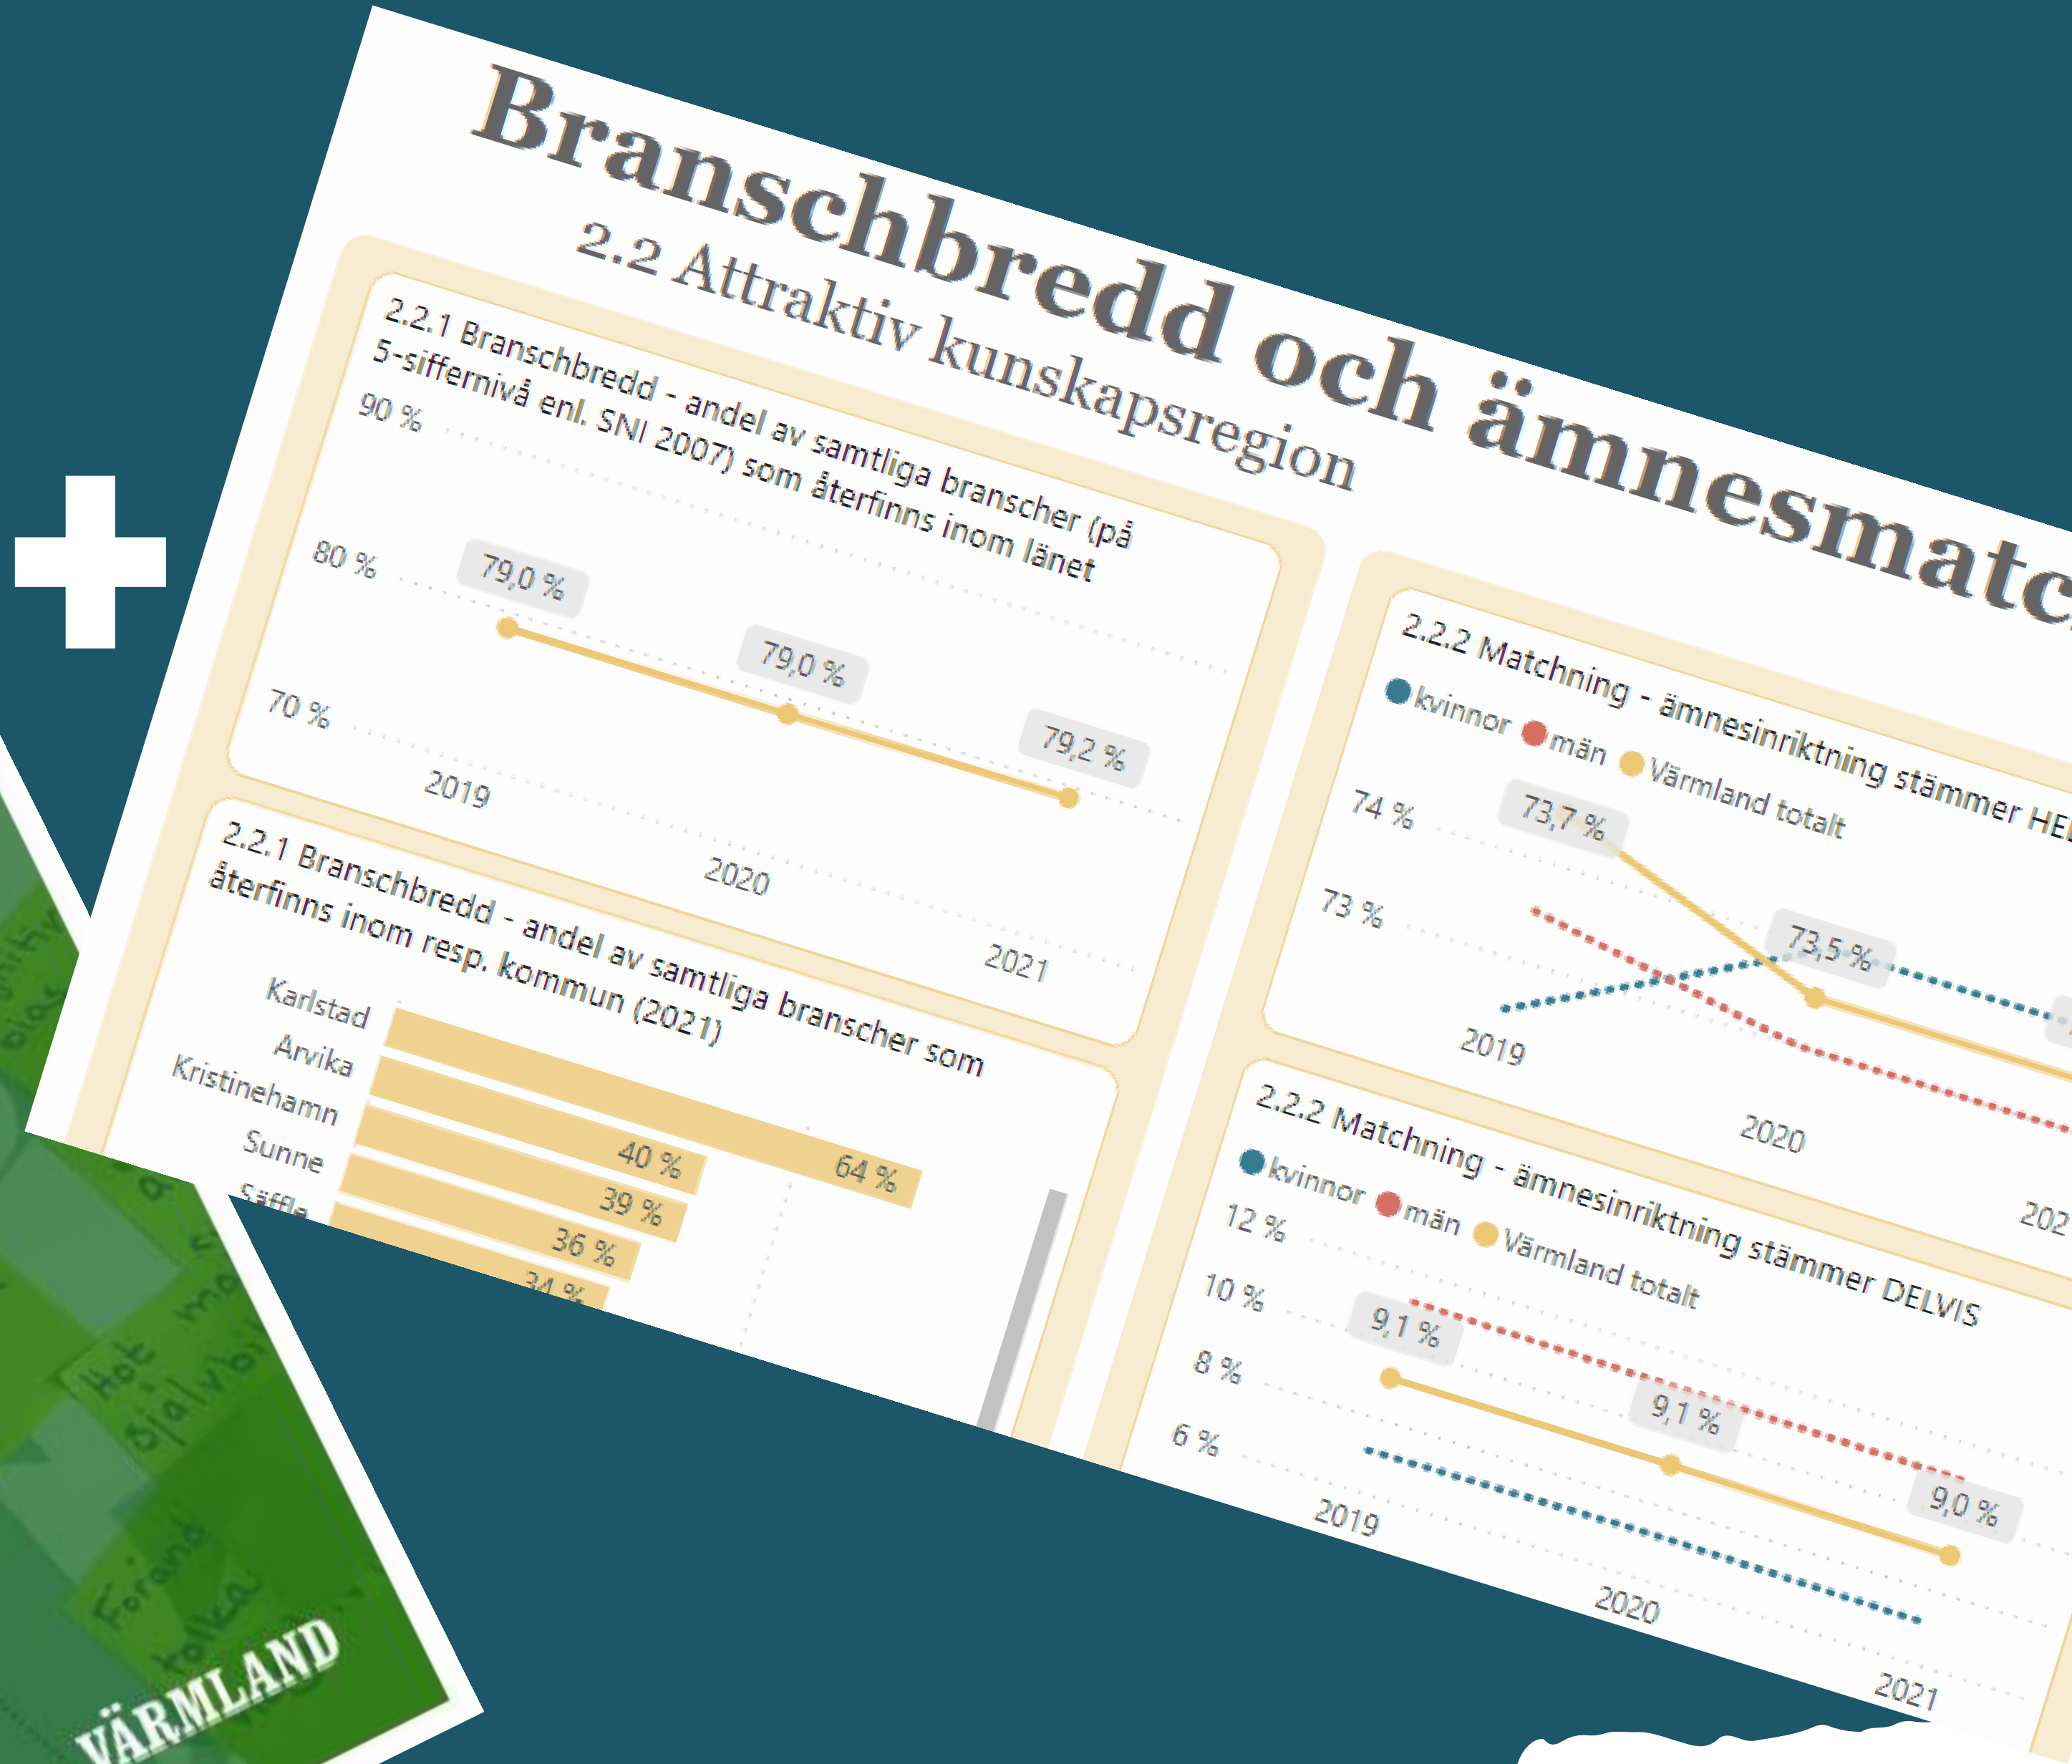 Branschbredd och ämnesmatc
2.2 Attraktiv kunskapsregion
2.2.1 Branschbredd - andel av samtliga branscher (på
5-siffernivå enl. SNI 2007) som återfinns inom länet
90 %
80 %
70 %
79,0 %
79,0 %
79,2 %
2019
2020
2021
2.2.1 Branschbredd - andel av samtliga branscher som
återfinns inom resp. kommun (2021)
Karlstad
64 %
Arvika
40 %
Kristinehamn
39 %
Sunne
36 %
Säffle
34 %
2.2.2 Matchning - ämnesinriktning stämmer HEL
kvinnor män Värmland totalt
74 %
73 %
73,7 %
73,5 %
2019
2020
202
2.2.2 Matchning - ämnesinriktning stämmer DELVIS
kvinnor män Värmland totalt
12 %
10 %
8 %
6 %
9,1 %
9,1 %
9,0 %
2019
2020
2021
Hot
VÄRMLAND